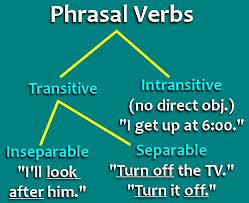 Phrasal Verbs
Transitive
Intransitive
(no direct obj.)
"I get up at 6:00."
Inseparable
"I'll look
after him."
Separable
"Turn off the TV."
"Turn it off."